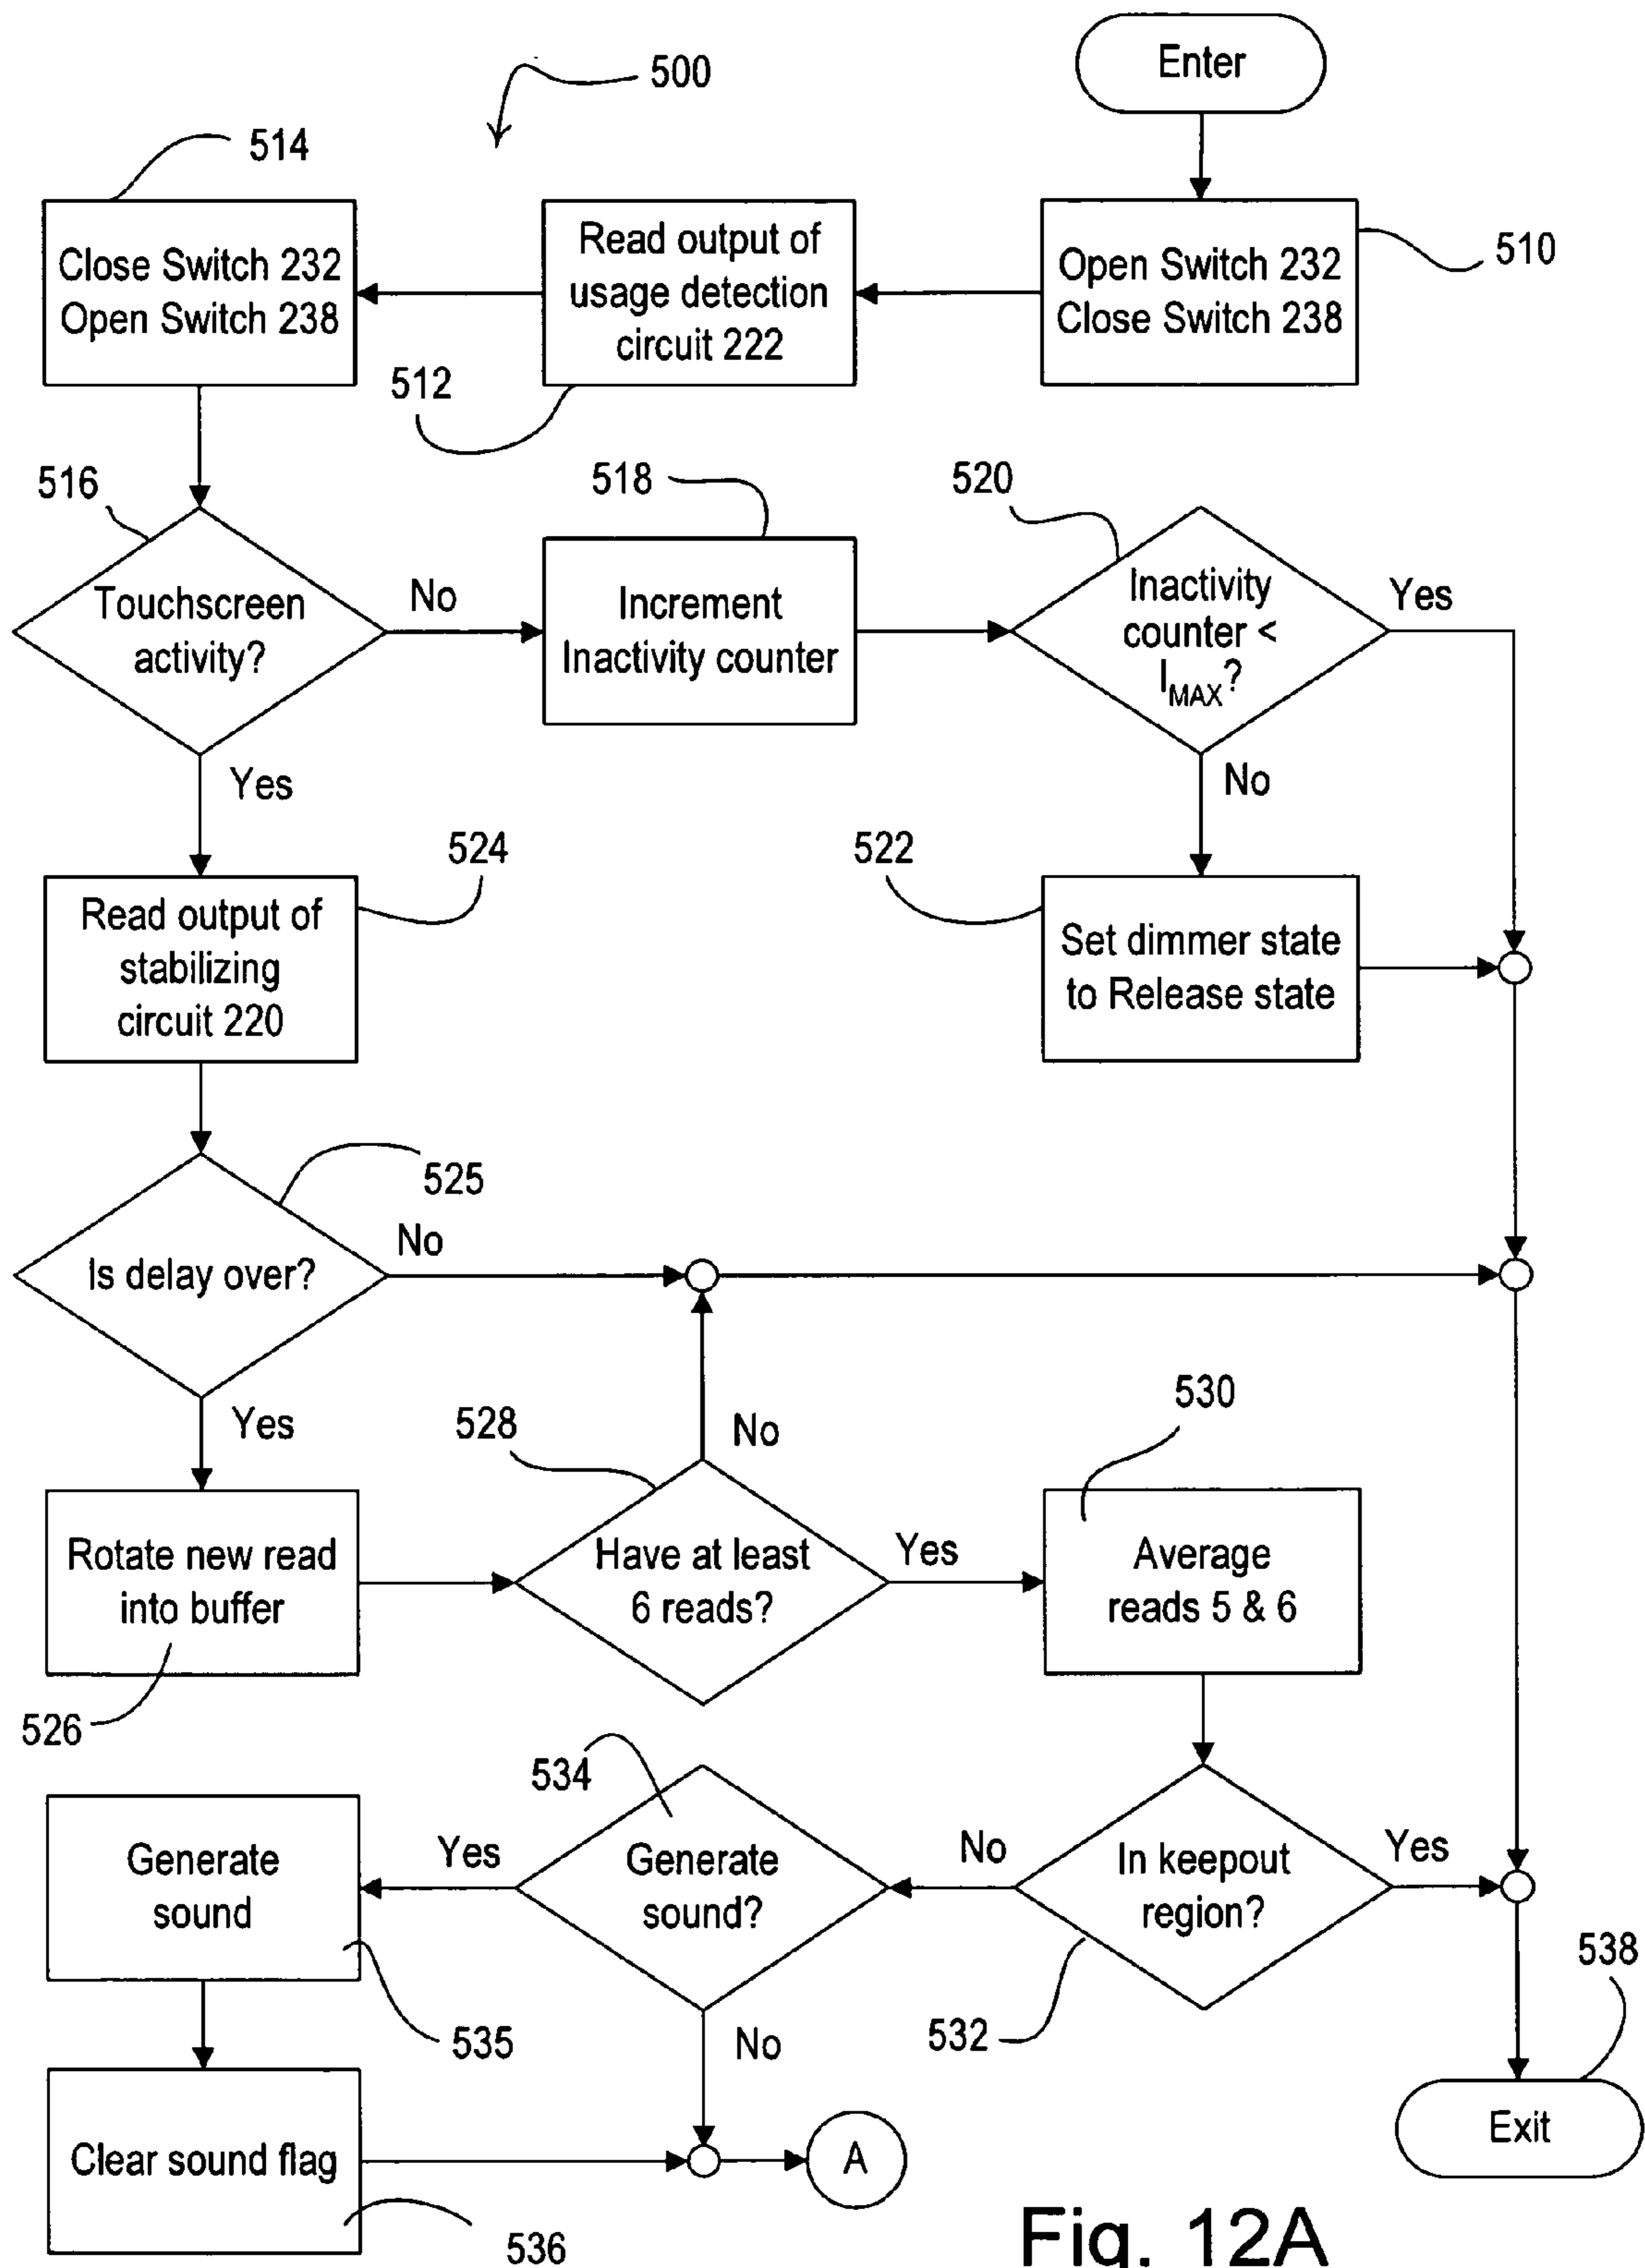 Enter
500
514
Close Switch 232
Open Switch 238
Read output of
usage detection
circuit 222
Open Switch 232
Close Switch 238
510
512
516
518
520
Touchscreen
activity?
No
Increment
Inactivity counter
Inactivity
counter <
IMAX?
Yes
Yes
No
524
522
Read output of
stabilizing
circuit 220
Set dimmer state
to Release state
525
Is delay over?
No
Yes
528
No
530
Rotate new read
into buffer
Have at least
6 reads?
Yes
Average
reads 5 & 6
526
534
Generate
sound
Yes
Generate
sound?
No
In keepout
region?
Yes
538
535
No
532
Clear sound flag
A
Exit
536
Fig. 12A